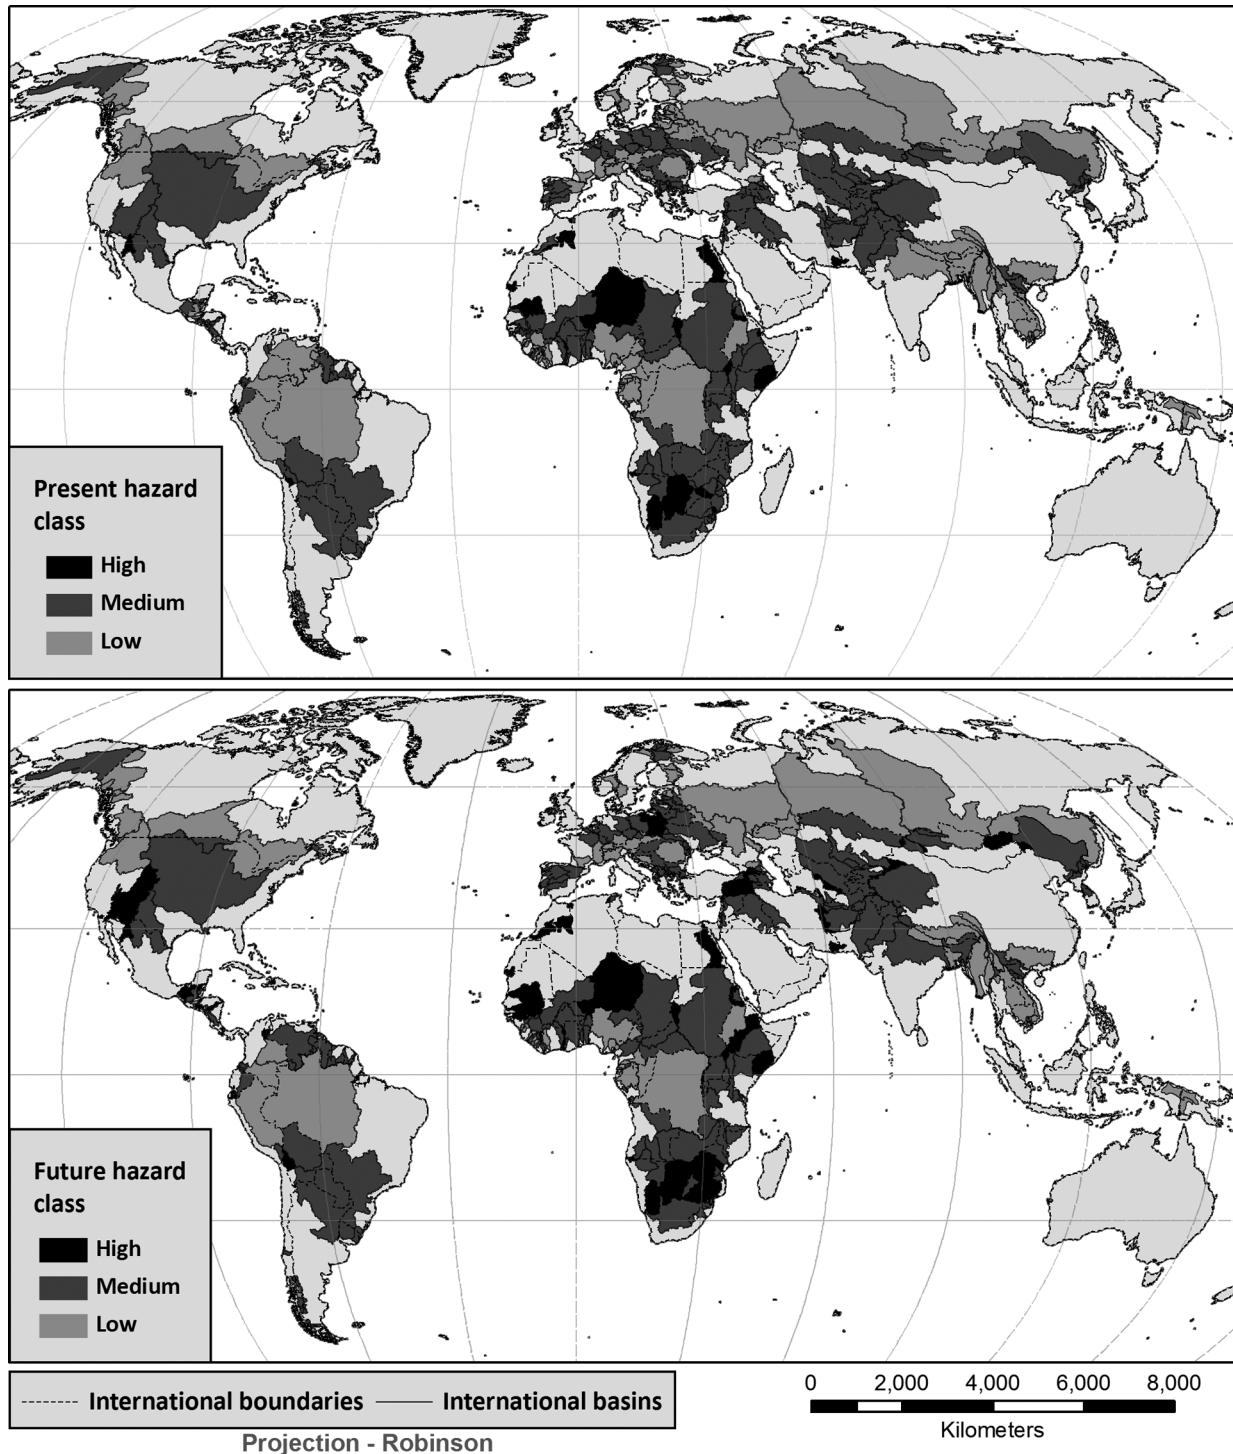 Present hazard
class
High
Medium
Low
Future hazard
class
High
Medium
Low
International boundaries
International basins
0 2,000 4,000 6,000 8,000
Kilometers
Projection - Robinson